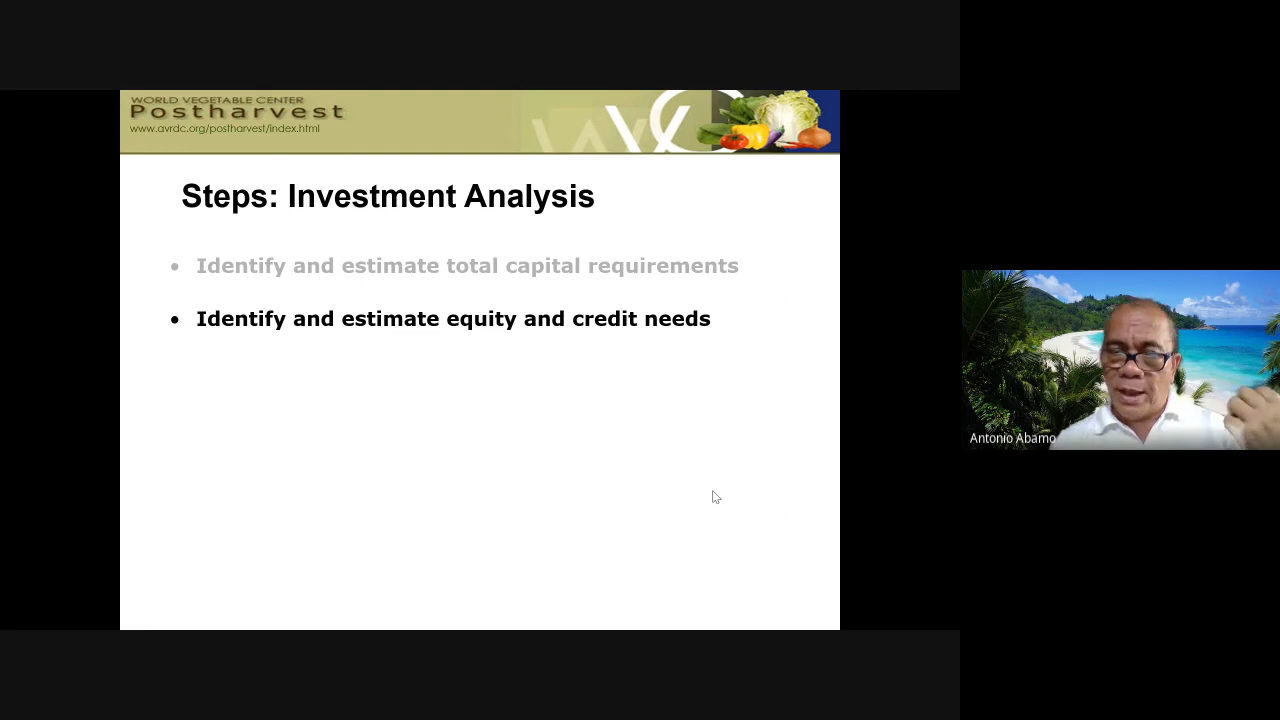 WORLD VEGETABLE CENTER
Postharvest
www.avrdc.org/postharvest/index.html
Steps: Investment Analysis
• Identify and estimate total capital requirements
• Identify and estimate equity and credit needs
Antonio Abamo